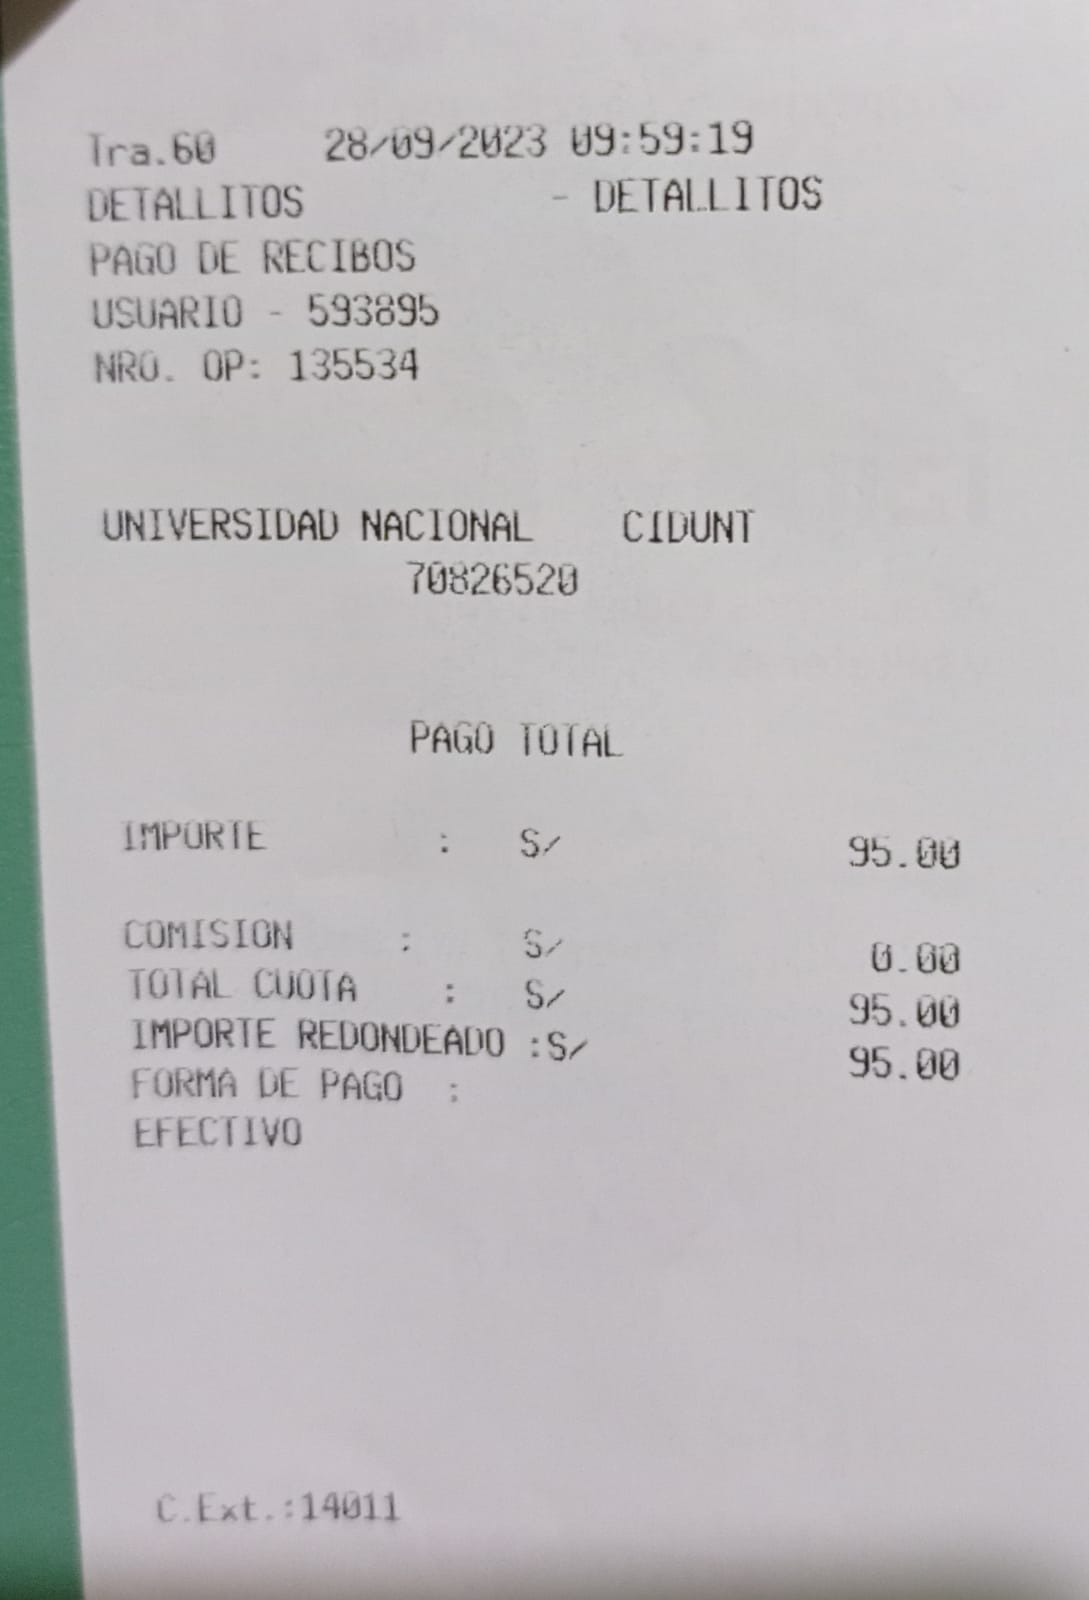 Tra.60 28/09/2023 09:59:19
DETALLITOS - DETALLITOS
PAGO DE RECIBOS
USUARIO - 593895
NRO. OP: 135534
UNIVERSIDAD NACIONAL CIDUNT
70826520
PAGO TOTAL
IMPORTE : S/ 95.00
COMISION : S/ 0.00
TOTAL CUOTA : S/ 95.00
IMPORTE REDONDEADO :S/ 95.00
FORMA DE PAGO :
EFECTIVO
C.Ext.:14011